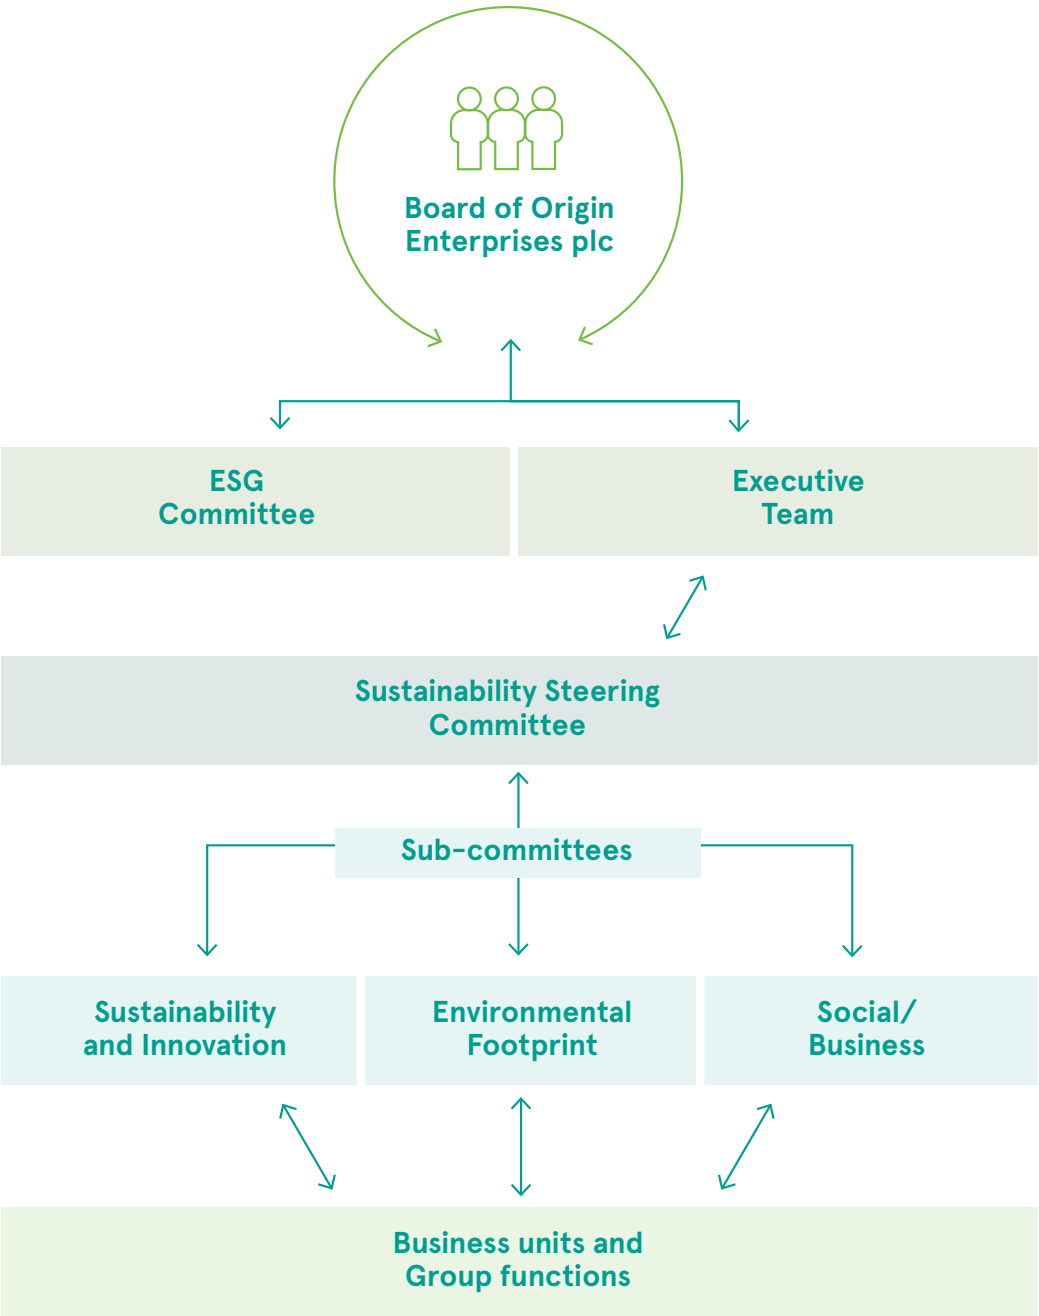 Board of Origin
Enterprises plc
ESG
Committee
Executive
Team
Sustainability Steering
Committee
Sub-committees
Sustainability
and Innovation
Environmental
Footprint
Social/
Business
Business units and
Group functions